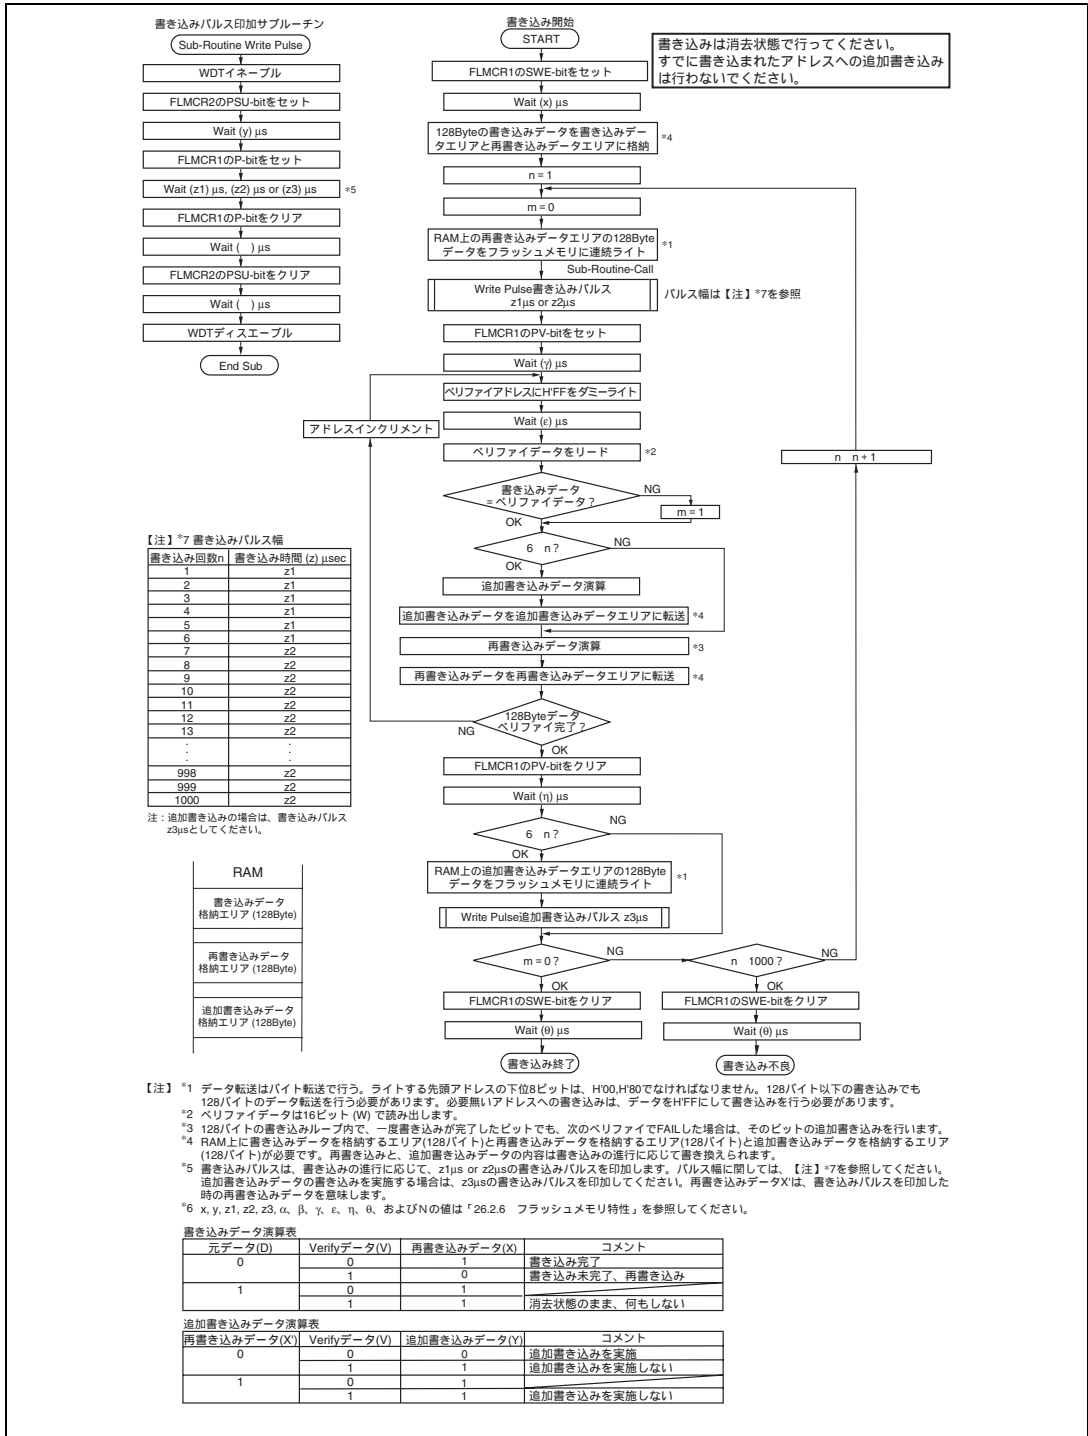 書き込みパルス印加サブルーチン
Sub-Routine Write Pulse
WDTイネーブル
FLMCR2のPSU-bitをセット
Wait (y) μs
FLMCR1のP-bitをセット
Wait (z1) μs, (z2) μs or (z3) μs *5
FLMCR1のP-bitをクリア
Wait ( ) μs
FLMCR2のPSU-bitをクリア
Wait ( ) μs
WDTディスエーブル
End Sub
書き込み開始
START
FLMCR1のSWE-bitをセット
Wait (x) μs
128Byteの書き込みデータを書き込みデー
タエリアと再書き込みデータエリアに格納 *4
n = 1
m = 0
RAM上の再書き込みデータエリアの128Byte
データをフラッシュメモリに連続ライト *1
Sub-Routine-Call
Write Pulse書き込みパルス
z1μs or z2μs
パルス幅は【注】*7を参照
FLMCR1のPV-bitをセット
Wait (γ) μs
ベリファイアドレスにH'FFをダミーライト
Wait (ε) μs
アドレスインクリメント
ベリファイデータをリード *2
n n + 1
書き込みデータ
= ベリファイデータ?
NG
m = 1
OK
6 n ?
NG
OK
追加書き込みデータ演算
追加書き込みデータを追加書き込みデータエリアに転送 *4
再書き込みデータ演算 *3
再書き込みデータを再書き込みデータエリアに転送 *4
128Byteデータ
ベリファイ完了?
NG
OK
FLMCR1のPV-bitをクリア
Wait (η) μs
6 n ?
NG
OK
RAM上の追加書き込みデータエリアの128Byte
データをフラッシュメモリに連続ライト *1
Write Pulse追加書き込みパルス z3μs
m = 0 ?
NG
n 1000 ?
NG
OK
OK
FLMCR1のSWE-bitをクリア
FLMCR1のSWE-bitをクリア
Wait (θ) μs
Wait (θ) μs
書き込み終了
書き込み不良
書き込みは消去状態で行ってください。
すでに書き込まれたアドレスへの追加書き込み
は行わないでください。
【注】*7 書き込みパルス幅
書き込み回数n 書き込み時間 (z) μsec
1 z1
2 z1
3 z1
4 z1
5 z1
6 z1
7 z2
8 z2
9 z2
10 z2
11 z2
12 z2
13 z2
. .
. .
. .
998 z2
999 z2
1000 z2
注:追加書き込みの場合は、書き込みパルス
z3μsとしてください。
RAM
書き込みデータ
格納エリア (128Byte)
再書き込みデータ
格納エリア (128Byte)
追加書き込みデータ
格納エリア (128Byte)
【注】 *1 データ転送はバイト転送で行う。ライトする先頭アドレスの下位8ビットは、H'00,H'80でなければなりません。128バイト以下の書き込みでも
128バイトのデータ転送を行う必要があります。必要無いアドレスへの書き込みは、データをH'FFにして書き込みを行う必要があります。
*2 ベリファイデータは16ビット (W) で読み出します。
*3 128バイトの書き込みループ内で、一度書き込みが完了したビットでも、次のベリファイでFAILした場合は、そのビットの追加書き込みを行います。
*4 RAM上に書き込みデータを格納するエリア(128バイト)と再書き込みデータを格納するエリア(128バイト)と追加書き込みデータを格納するエリア
(128バイト)が必要です。再書き込みと、追加書き込みデータの内容は書き込みの進行に応じて書き換えられます。
*5 書き込みパルスは、書き込みの進行に応じて、z1μs or z2μsの書き込みパルスを印加します。パルス幅に関しては、【注】*7を参照してください。
追加書き込みデータの書き込みを実施する場合は、z3μsの書き込みパルスを印加してください。再書き込みデータX'は、書き込みパルスを印加した
時の再書き込みデータを意味します。
*6 x, y, z1, z2, z3, α、β、γ、ε、η、θ、およびNの値は「26.2.6 フラッシュメモリ特性」を参照してください。
書き込みデータ演算表
元データ(D) Verifyデータ(V) 再書き込みデータ(X) コメント
0 0 1 書き込み完了
1 0 書き込み未完了、再書き込み
1 0 1
1 1 消去状態のまま、何もしない
追加書き込みデータ演算表
再書き込みデータ(X') Verifyデータ(V) 追加書き込みデータ(Y) コメント
0 0 0 追加書き込みを実施
1 1 追加書き込みを実施しない
1 0 1
1 1 追加書き込みを実施しない